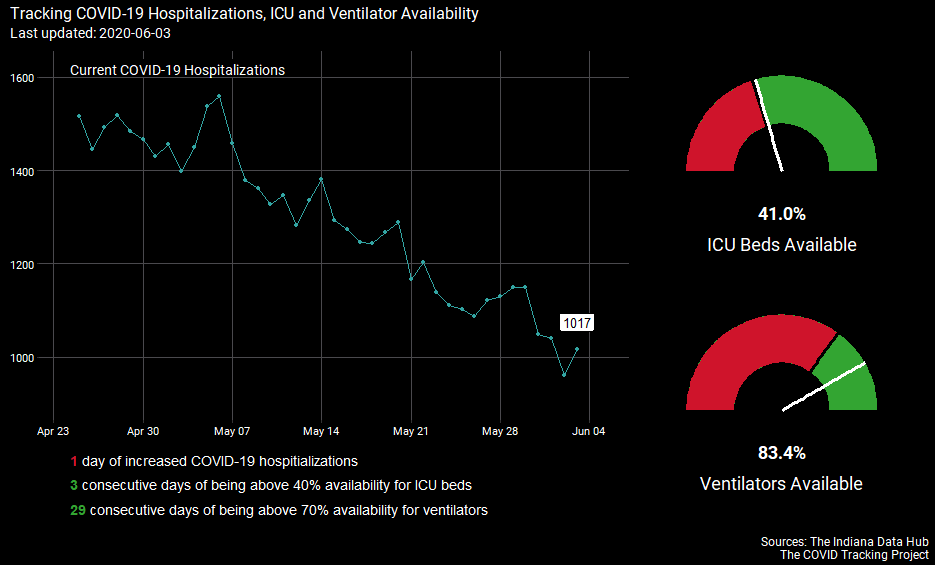 Tracking COVID-19 Hospitalizations, ICU and Ventilator Availability
Last updated: 2020-06-03
Current COVID-19 Hospitalizations
1600
1400
1200
1000
1017
Apr 23
Apr 30
May 07
May 14
May 21
May 28
Jun 04
1 day of increased COVID-19 hospitializations
3 consecutive days of being above 40% availability for ICU beds
29 consecutive days of being above 70% availability for ventilators
41.0%
ICU Beds Available
83.4%
Ventilators Available
Sources: The Indiana Data Hub
The COVID Tracking Project